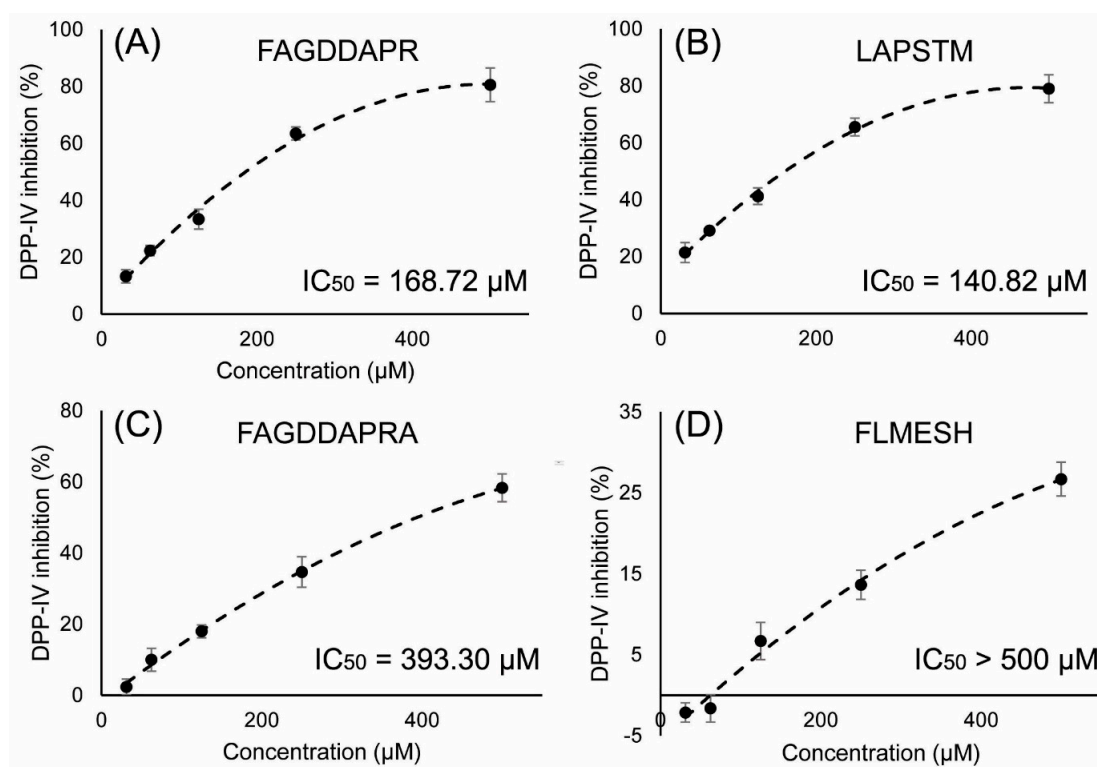 (A)
FAGDDAPR
DPP-IV inhibition (%)
100
80
60
40
20
0
0 200 400
Concentration (µM)
IC50 = 168.72 µM
(B)
LAPSTM
DPP-IV inhibition (%)
100
80
60
40
20
0
0 200 400
IC50 = 140.82 µM
(C)
FAGDDAPRA
DPP-IV inhibition (%)
80
60
40
20
0
0 200 400
Concentration (µM)
IC50 = 393.30 µM
(D)
FLMESH
DPP-IV inhibition (%)
35
25
15
5
-5
0 200 400
Concentration (µM)
IC50 > 500 µM